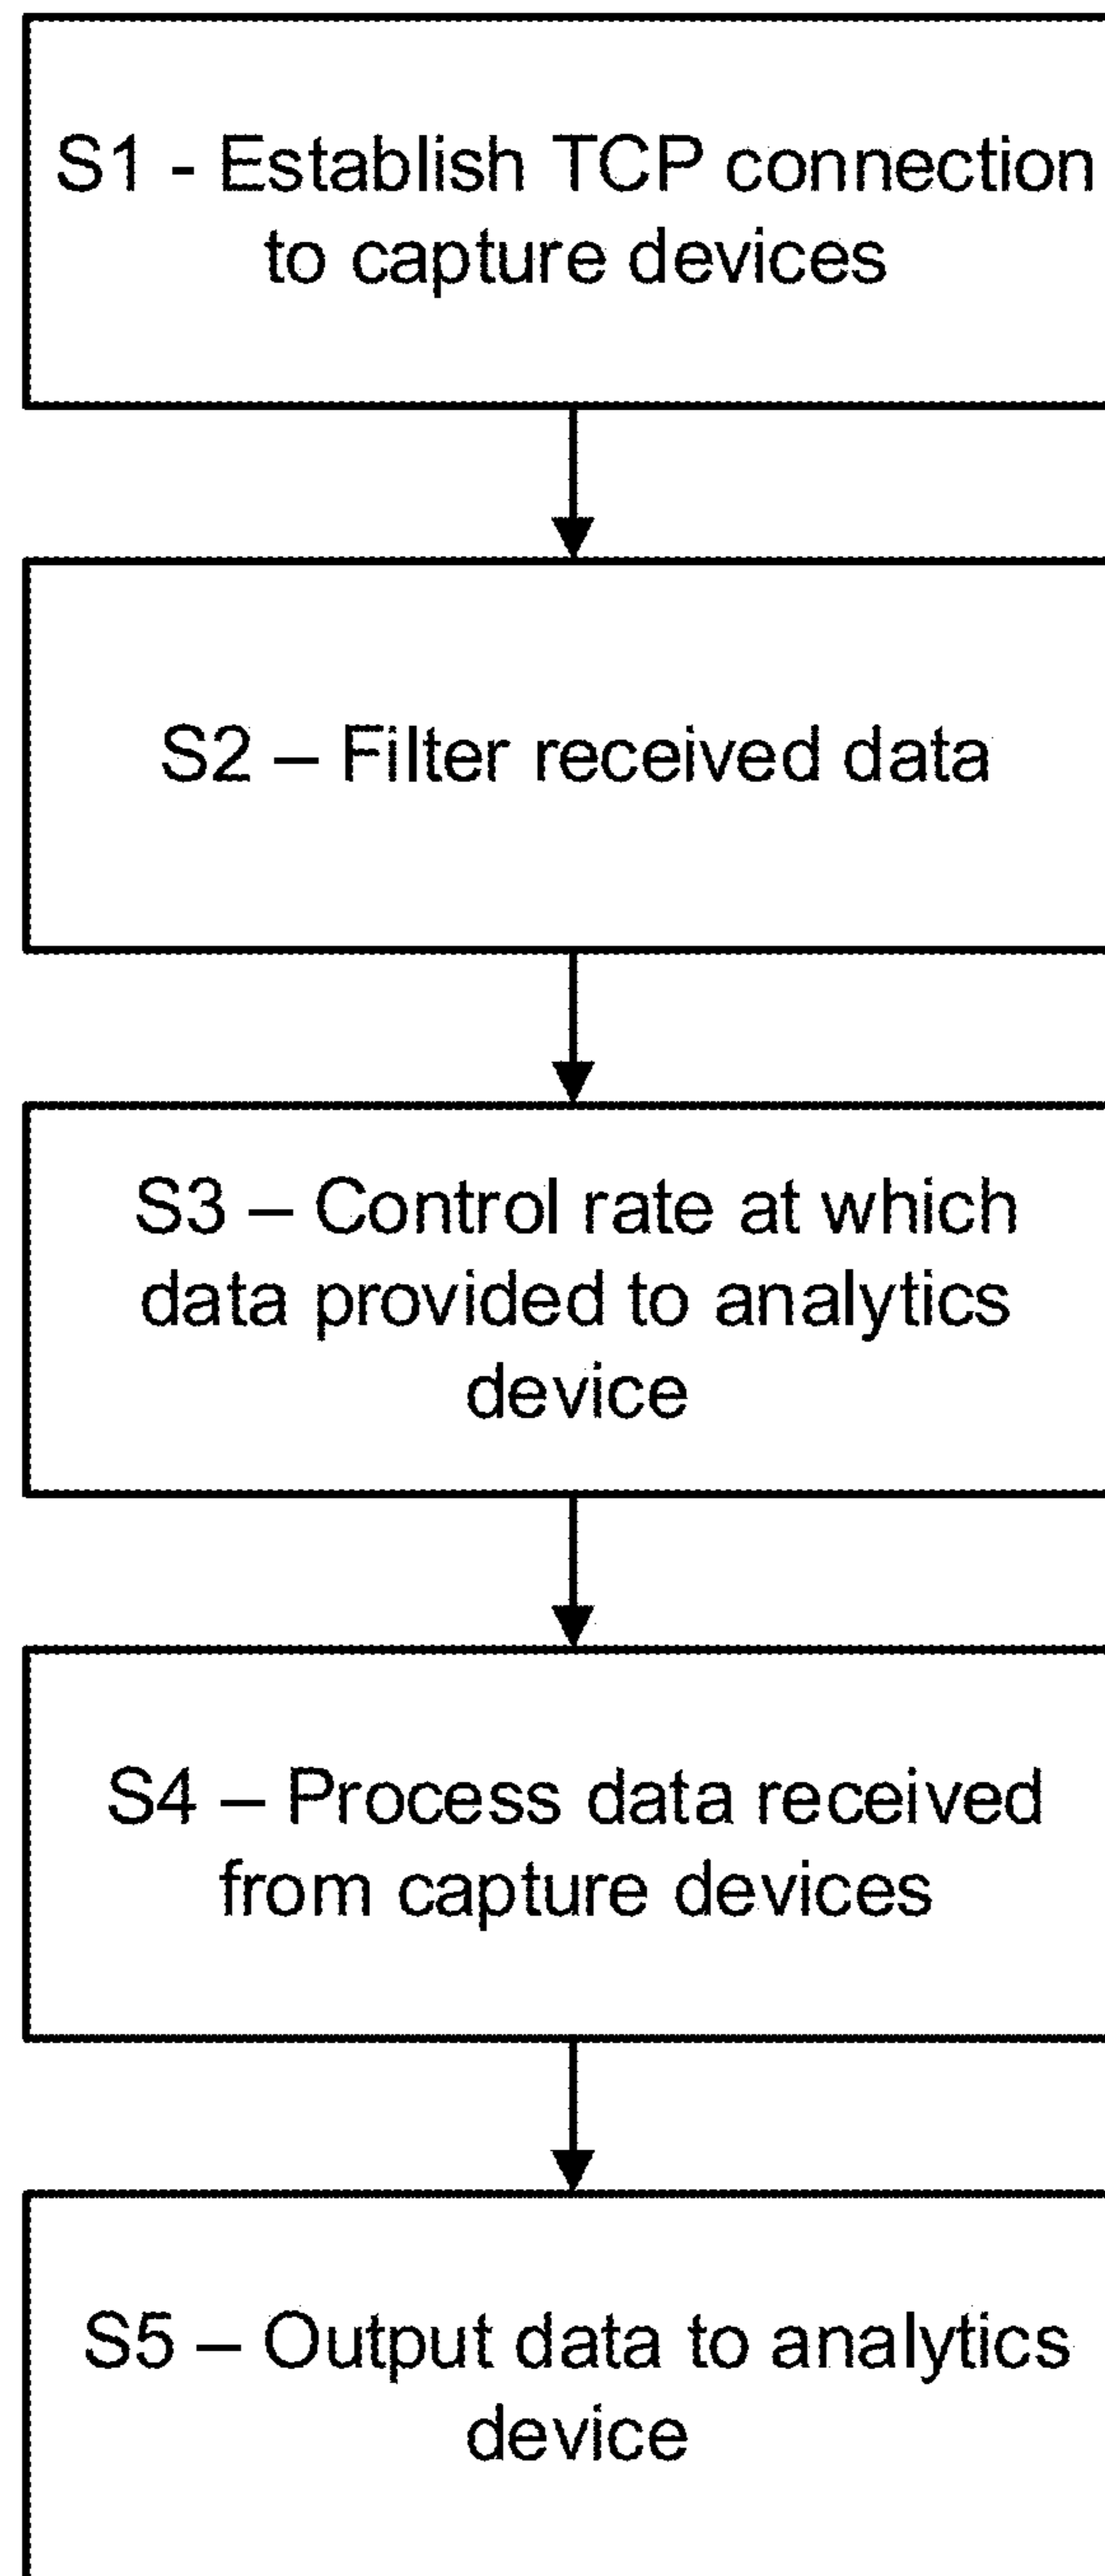 S1 - Establish TCP connection
to capture devices
S2 – Filter received data
S3 – Control rate at which
data provided to analytics
device
S4 – Process data received
from capture devices
S5 – Output data to analytics
device